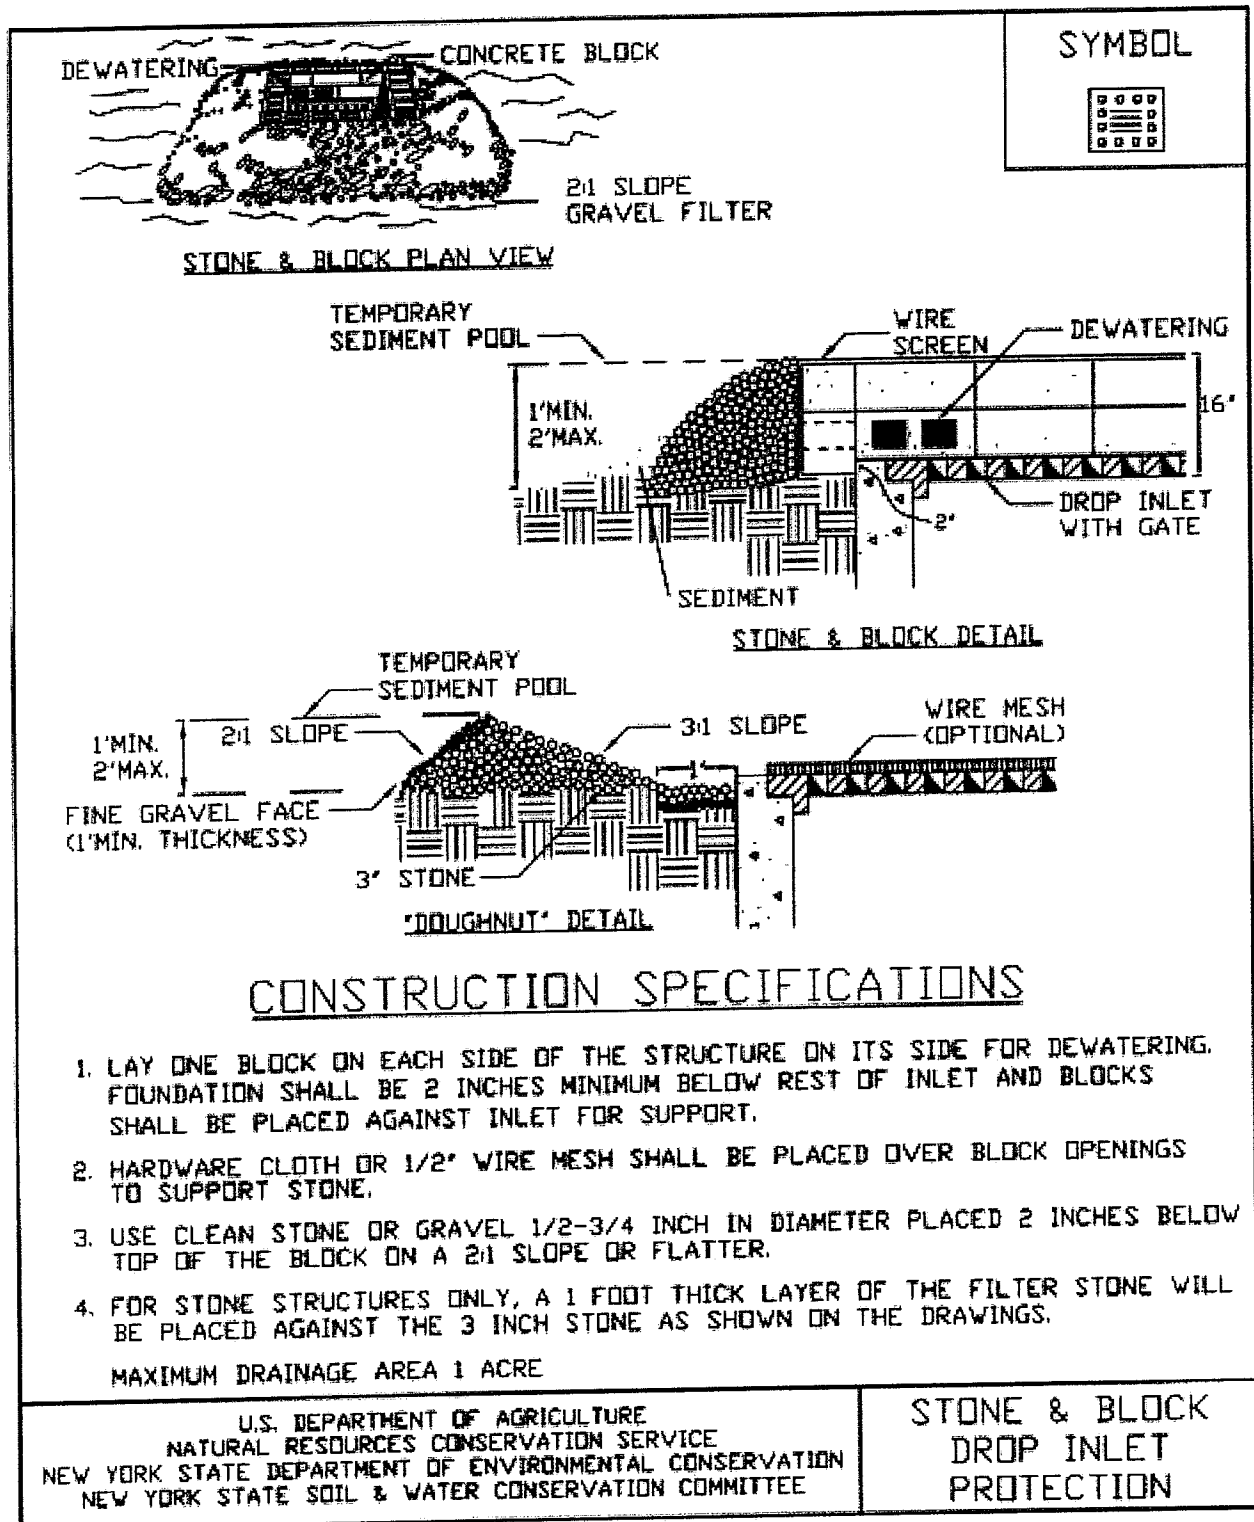 DEWATERING
CONCRETE BLOCK
2:1 SLOPE
GRAVEL FILTER
STONE & BLOCK PLAN VIEW
SYMBOL
TEMPORARY
SEDIMENT POOL
WIRE
SCREEN
DEWATERING
1'MIN.
2'MAX.
16"
2"
DROP INLET
WITH GATE
SEDIMENT
STONE & BLOCK DETAIL
TEMPORARY
SEDIMENT POOL
1'MIN.
2'MAX.
2:1 SLOPE
3:1 SLOPE
WIRE MESH
(OPTIONAL)
1'
FINE GRAVEL FACE
(1'MIN. THICKNESS)
3" STONE
"DOUGHNUT" DETAIL
CONSTRUCTION SPECIFICATIONS
1. LAY ONE BLOCK ON EACH SIDE OF THE STRUCTURE ON ITS SIDE FOR DEWATERING.
FOUNDATION SHALL BE 2 INCHES MINIMUM BELOW REST OF INLET AND BLOCKS
SHALL BE PLACED AGAINST INLET FOR SUPPORT.
2. HARDWARE CLOTH OR 1/2" WIRE MESH SHALL BE PLACED OVER BLOCK OPENINGS
TO SUPPORT STONE.
3. USE CLEAN STONE OR GRAVEL 1/2-3/4 INCH IN DIAMETER PLACED 2 INCHES BELOW
TOP OF THE BLOCK ON A 2:1 SLOPE OR FLATTER.
4. FOR STONE STRUCTURES ONLY, A 1 FOOT THICK LAYER OF THE FILTER STONE WILL
BE PLACED AGAINST THE 3 INCH STONE AS SHOWN ON THE DRAWINGS.
MAXIMUM DRAINAGE AREA 1 ACRE
U.S. DEPARTMENT OF AGRICULTURE
NATURAL RESOURCES CONSERVATION SERVICE
NEW YORK STATE DEPARTMENT OF ENVIRONMENTAL CONSERVATION
NEW YORK STATE SOIL & WATER CONSERVATION COMMITTEE
STONE & BLOCK
DROP INLET
PROTECTION